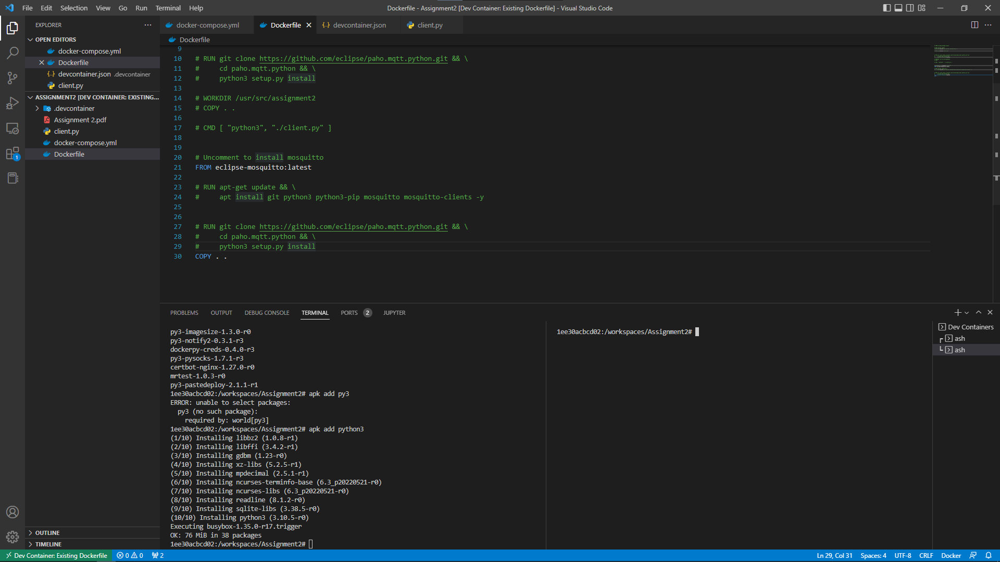 File Edit Selection View Go Run Terminal Help
Dockerfile - Assignment2 [Dev Container: Existing Dockerfile] - Visual Studio Code
EXPLORER
OPEN EDITORS
docker-compose.yml
Dockerfile
devcontainer.json .devcontainer
client.py
ASSIGNMENT2 [DEV CONTAINER: EXISTING...
.devcontainer
Assignment 2.pdf
client.py
docker-compose.yml
Dockerfile
1
OUTLINE
TIMELINE
docker-compose.yml Dockerfile devcontainer.json client.py
Dockerfile
9
10 # RUN git clone https://github.com/eclipse/paho.mqtt.python.git && \
11 #     cd paho.mqtt.python && \
12 #     python3 setup.py install
13
14 # WORKDIR /usr/src/assignment2
15 # COPY . .
16
17 # CMD [ "python3", "./client.py" ]
18
19
20 # Uncomment to install mosquitto
21 FROM eclipse-mosquitto:latest
22
23 # RUN apt-get update && \
24 #     apt install git python3 python3-pip mosquitto mosquitto-clients -y
25
26
27 # RUN git clone https://github.com/eclipse/paho.mqtt.python.git && \
28 #     cd paho.mqtt.python && \
29 #     python3 setup.py install
30 COPY . .
PROBLEMS OUTPUT DEBUG CONSOLE TERMINAL PORTS 2 JUPYTER
py3-imagesize-1.3.0-r0
py3-notify2-0.3.1-r3
dockerpy-creds-0.4.0-r3
py3-pysocks-1.7.1-r3
certbot-nginx-1.27.0-r0
mrtest-1.0.3-r0
py3-pastedeploy-2.1.1-r1
1ee30acbcd02:/workspaces/Assignment2# apk add py3
ERROR: unable to select packages:
  py3 (no such package):
    required by: world[py3]
1ee30acbcd02:/workspaces/Assignment2# apk add python3
(1/10) Installing libbz2 (1.0.8-r1)
(2/10) Installing libffi (3.4.2-r1)
(3/10) Installing gdbm (1.23-r0)
(4/10) Installing xz-libs (5.2.5-r1)
(5/10) Installing mpdecimal (2.5.1-r1)
(6/10) Installing ncurses-terminfo-base (6.3_p20220521-r0)
(7/10) Installing ncurses-libs (6.3_p20220521-r0)
(8/10) Installing readline (8.1.2-r0)
(9/10) Installing sqlite-libs (3.38.5-r0)
(10/10) Installing python3 (3.10.5-r0)
Executing busybox-1.35.0-r17.trigger
OK: 76 MiB in 38 packages
1ee30acbcd02:/workspaces/Assignment2#
1ee30acbcd02:/workspaces/Assignment2#
Dev Containers
ash
ash
Dev Container: Existing Dockerfile 0 0 2
Ln 29, Col 31 Spaces: 4 UTF-8 CRLF Docker